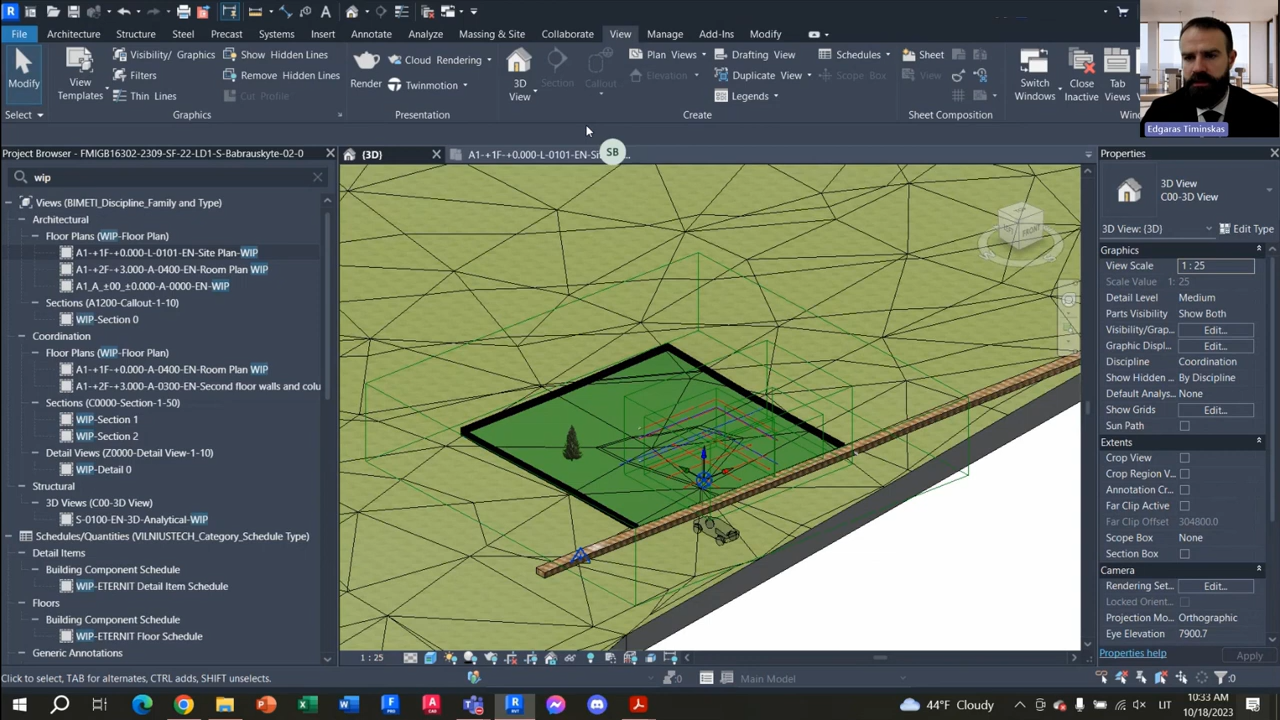 File Architecture Structure Steel Precast Systems Insert Annotate Analyze Massing & Site Collaborate View Manage Add-Ins Modify
Modify
View Templates
Visibility/ Graphics
Filters
Thin Lines
Show Hidden Lines
Remove Hidden Lines
Cut Profile
Render
Cloud Rendering
Twinmotion
3D View
Section
Callout
Plan Views
Elevation
Drafting View
Duplicate View
Legends
Schedules
Scope Box
Sheet
View
Switch Windows
Close Inactive
Tab Views
Select
Graphics
Presentation
Create
Sheet Composition
Edgaras Timinskas
SB
Project Browser - FMIGB16302-2309-SF-22-LD1-S-Babrauskyte-02-0
wip
Views (BIMETI_Discipline_Family and Type)
Architectural
Floor Plans (WIP-Floor Plan)
A1-+1F-+0.000-L-0101-EN-Site Plan-WIP
A1-+2F-+3.000-A-0400-EN-Room Plan WIP
A1_A_±00_±0.000-A-0000-EN-WIP
Sections (A1200-Callout-1-10)
WIP-Section 0
Coordination
Floor Plans (WIP-Floor Plan)
A1-+1F-+0.000-A-0400-EN-Room Plan WIP
A1-+2F-+3.000-A-0300-EN-Second floor walls and colu
Sections (C0000-Section-1-50)
WIP-Section 1
WIP-Section 2
Detail Views (Z0000-Detail View-1-10)
WIP-Detail 0
Structural
3D Views (C00-3D View)
S-0100-EN-3D-Analytical-WIP
Schedules/Quantities (VILNIUSTECH_Category_Schedule Type)
Detail Items
Building Component Schedule
WIP-ETERNIT Detail Item Schedule
Floors
Building Component Schedule
WIP-ETERNIT Floor Schedule
Generic Annotations
(3D)
A1-+1F-+0.000-L-0101-EN-Si
FRONT
1 : 25
Properties
3D View
C00-3D View
3D View: (3D) Edit Type
Graphics
View Scale 1 : 25
Scale Value 1: 25
Detail Level Medium
Parts Visibility Show Both
Visibility/Grap... Edit...
Graphic Displ... Edit...
Discipline Coordination
Show Hidden ... By Discipline
Default Analys... None
Show Grids Edit...
Sun Path
Extents
Crop View
Crop Region V...
Annotation Cr...
Far Clip Active
Far Clip Offset 304800.0
Scope Box None
Section Box
Camera
Rendering Set... Edit...
Locked Orient...
Projection Mo... Orthographic
Eye Elevation 7900.7
Properties help
Apply
Click to select, TAB for alternates, CTRL adds, SHIFT unselects.
:0
Main Model
:0
44°F Cloudy
LIT
10:33 AM
10/18/2023